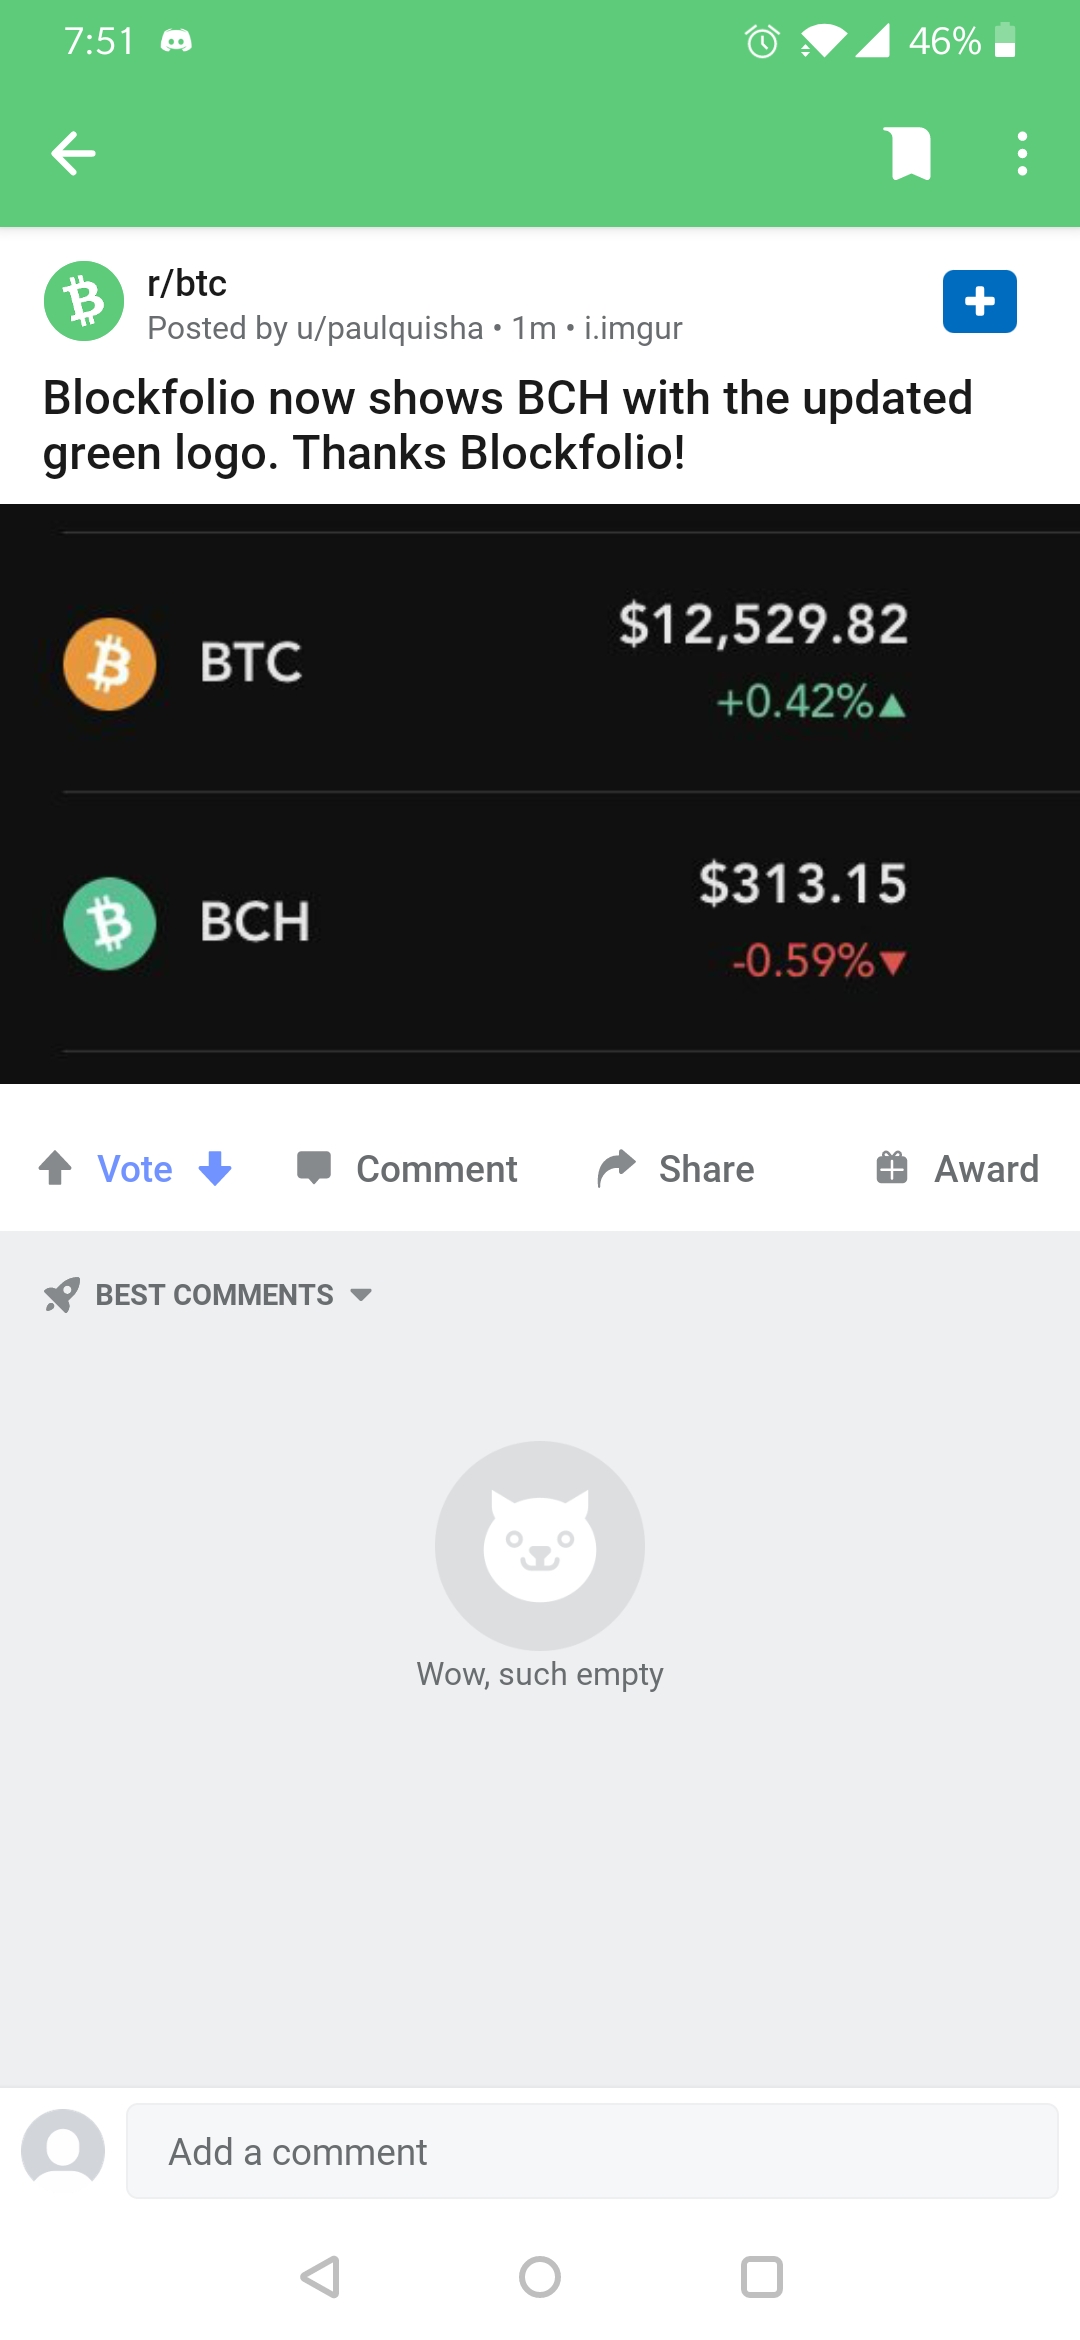 7:51
46%
r/btc
Posted by u/paulquisha • 1m • i.imgur
Blockfolio now shows BCH with the updated
green logo. Thanks Blockfolio!
BTC
$12,529.82
+0.42%▲
BCH
$313.15
-0.59%▼
Vote
Comment
Share
Award
BEST COMMENTS
Wow, such empty
Add a comment